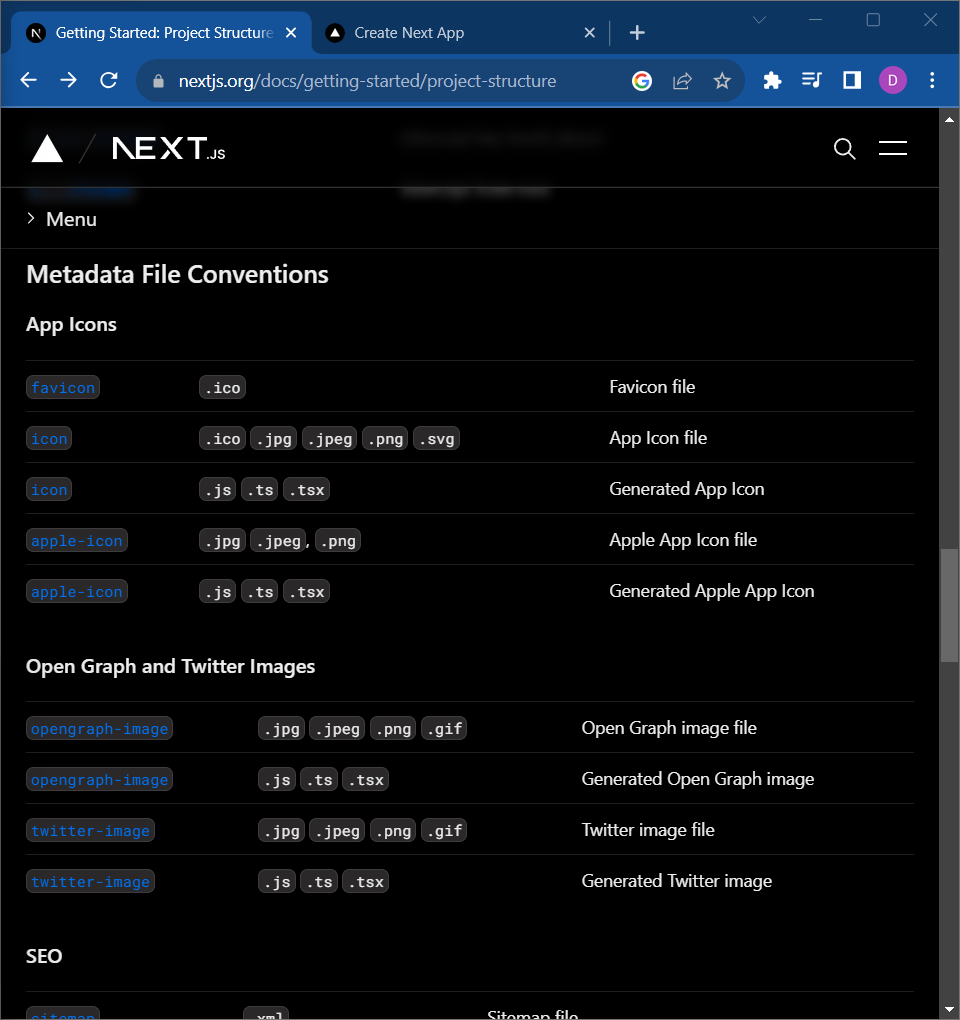 Getting Started: Project Structure
Create Next App
nextjs.org/docs/getting-started/project-structure
D
NEXT.JS
Menu
Metadata File Conventions
App Icons
favicon .ico Favicon file
icon .ico .jpg .jpeg .png .svg App Icon file
icon .js .ts .tsx Generated App Icon
apple-icon .jpg .jpeg, .png Apple App Icon file
apple-icon .js .ts .tsx Generated Apple App Icon
Open Graph and Twitter Images
opengraph-image .jpg .jpeg .png .gif Open Graph image file
opengraph-image .js .ts .tsx Generated Open Graph image
twitter-image .jpg .jpeg .png .gif Twitter image file
twitter-image .js .ts .tsx Generated Twitter image
SEO
sitemap .xml Sitemap file